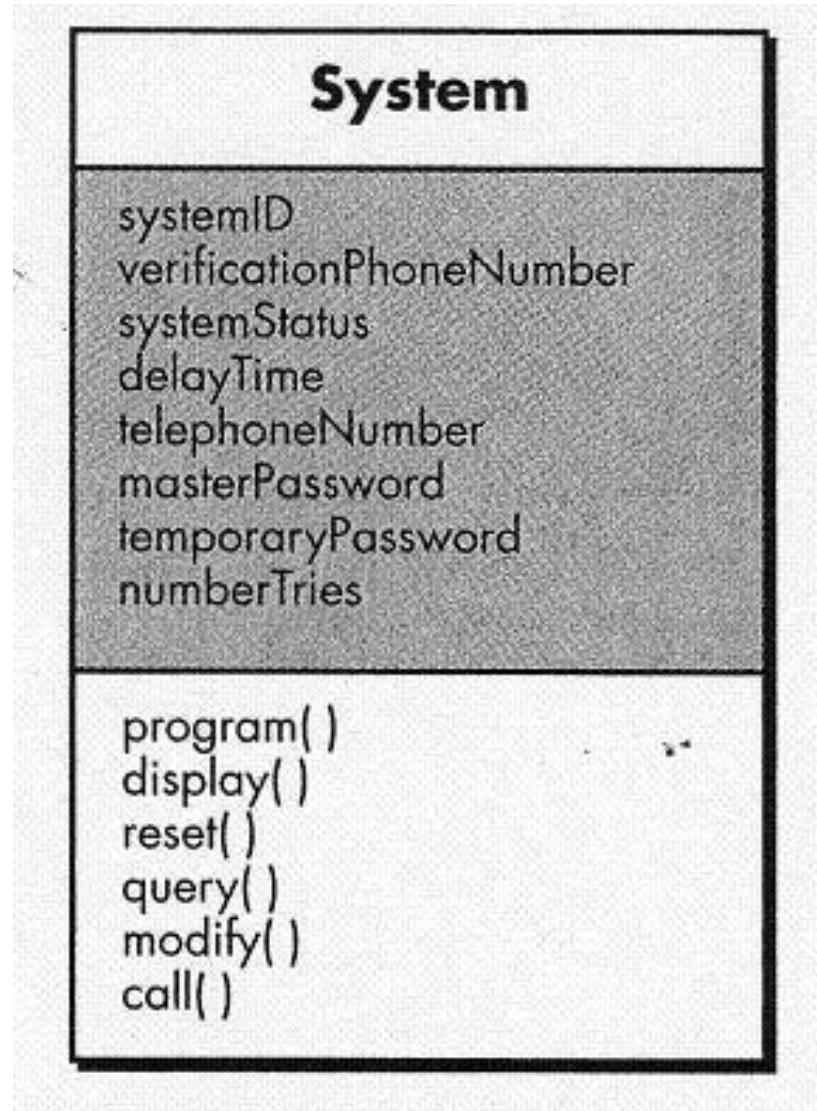 System
systemID
verificationPhoneNumber
systemStatus
delayTime
telephoneNumber
masterPassword
temporaryPassword
numberTries
program( )
display( )
reset( )
query( )
modify( )
call( )